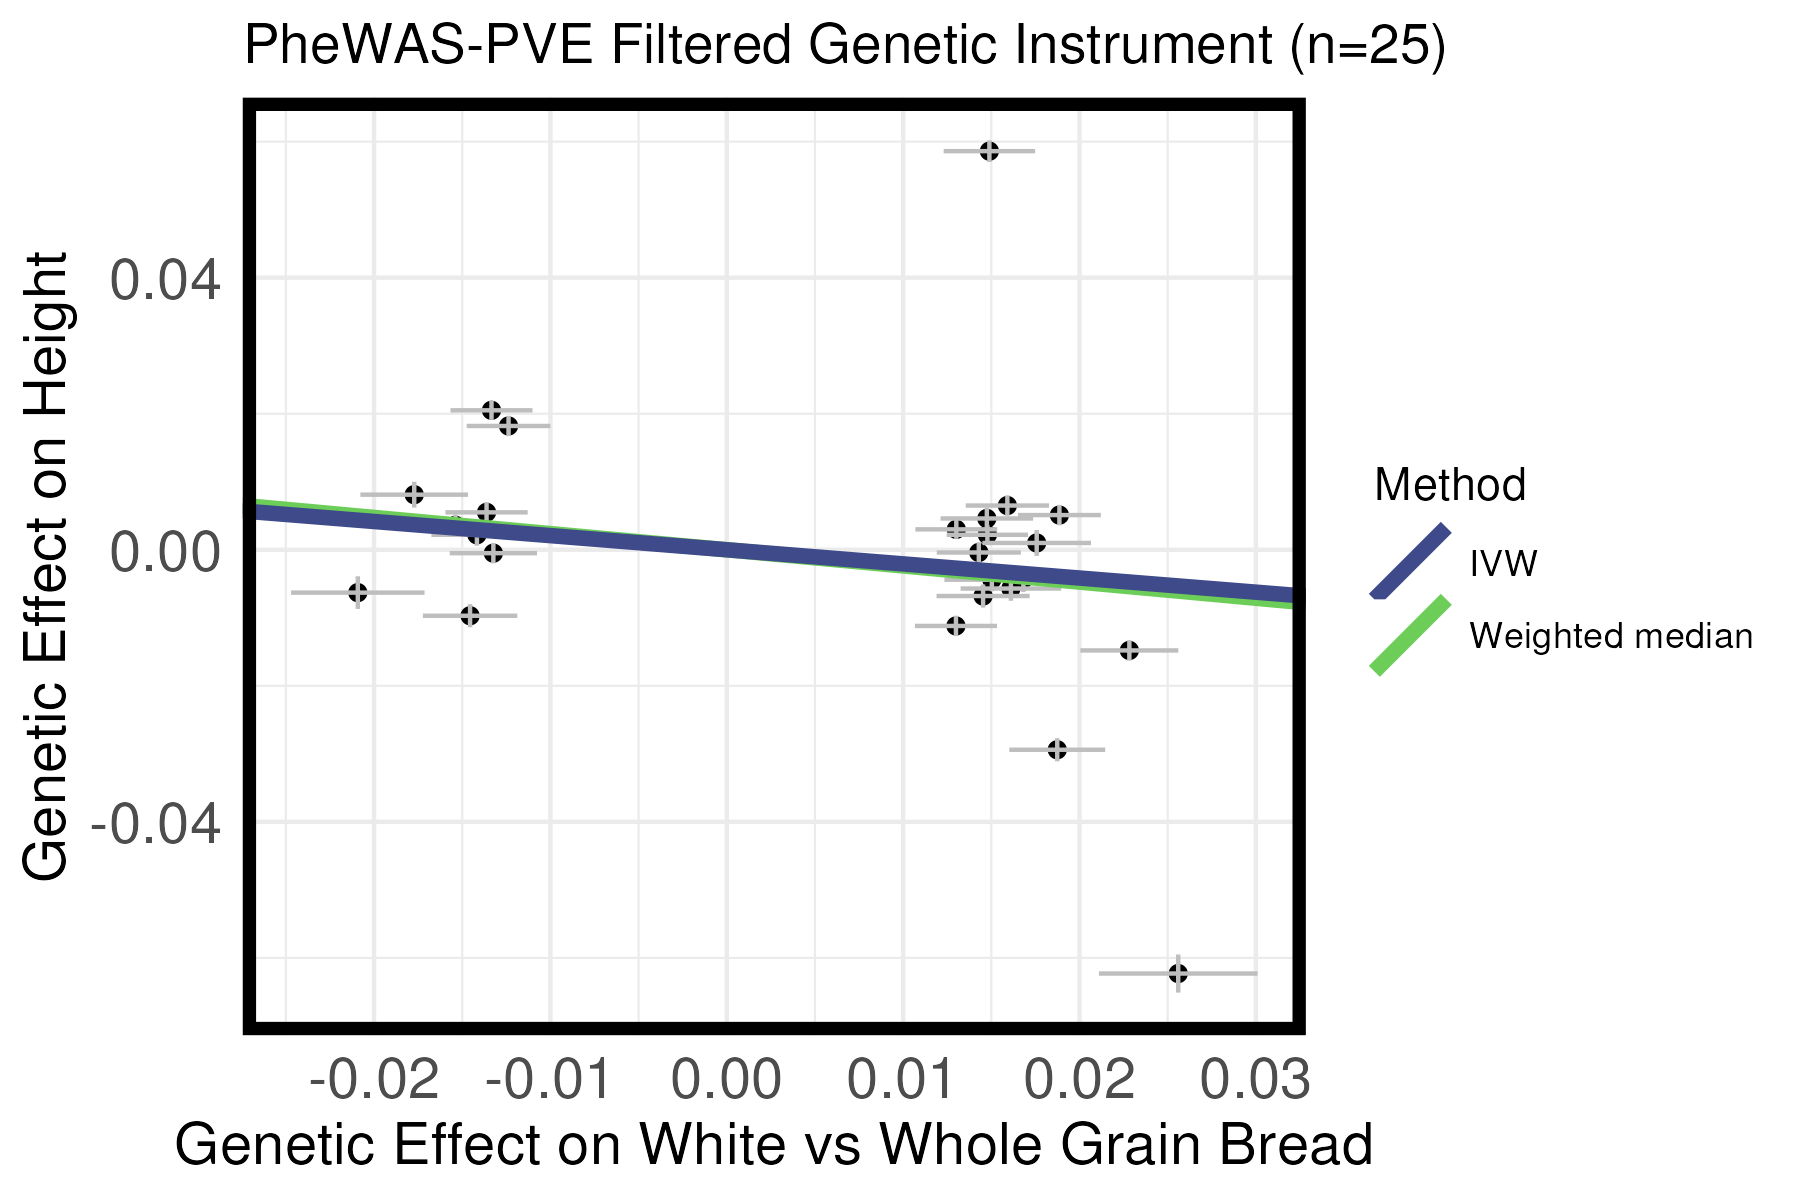 PheWAS-PVE Filtered Genetic Instrument (n=25)
Genetic Effect on Height
0.04
0.00
-0.04
-0.02 -0.01 0.00 0.01 0.02 0.03
Genetic Effect on White vs Whole Grain Bread
Method
IVW
Weighted median